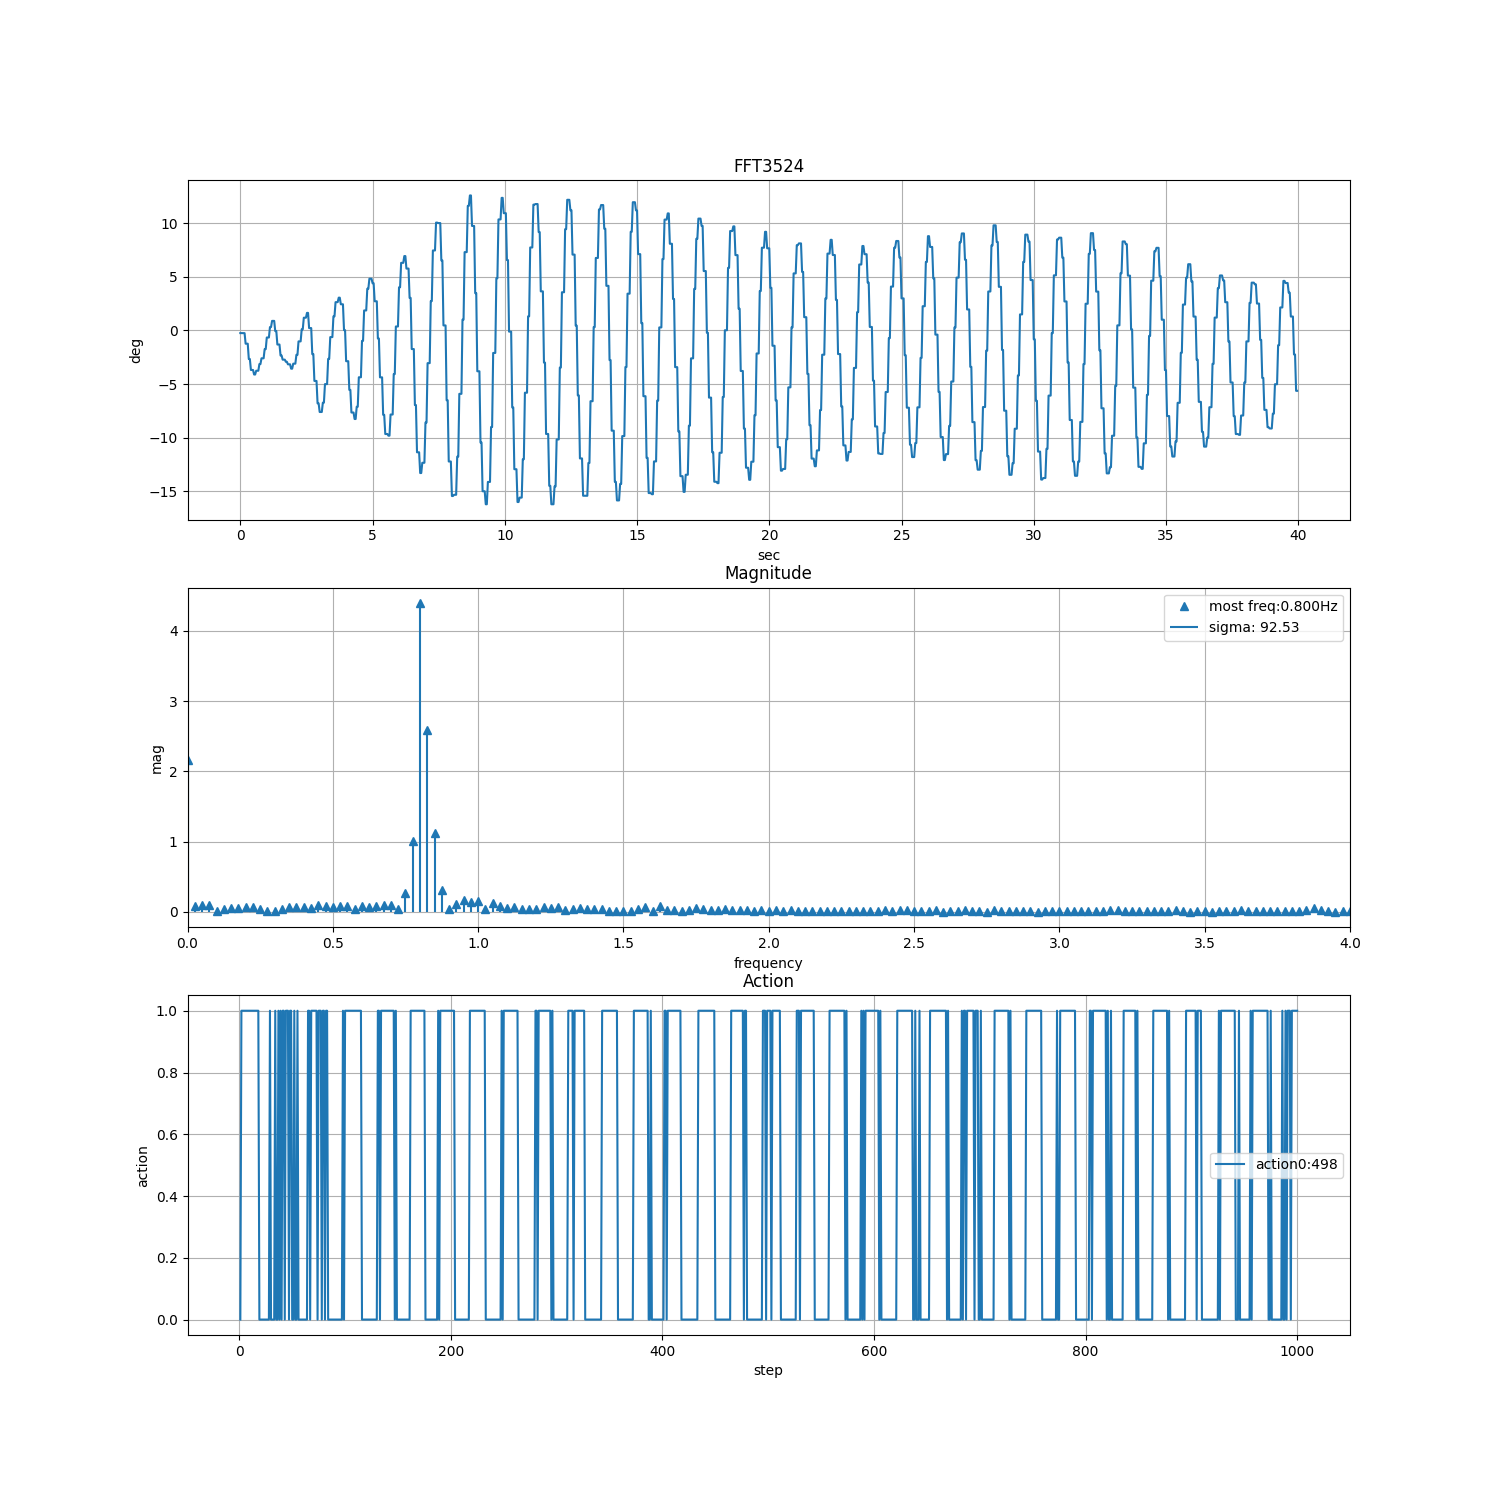 FFT3524
10
5
0
−5
−10
−15
deg
0 5 10 15 20 25 30 35 40
sec
Magnitude
most freq:0.800Hz
sigma: 92.53
4
3
2
1
0
mag
0.0 0.5 1.0 1.5 2.0 2.5 3.0 3.5 4.0
frequency
Action
1.0
0.8
0.6
0.4
0.2
0.0
action
action0:498
0 200 400 600 800 1000
step